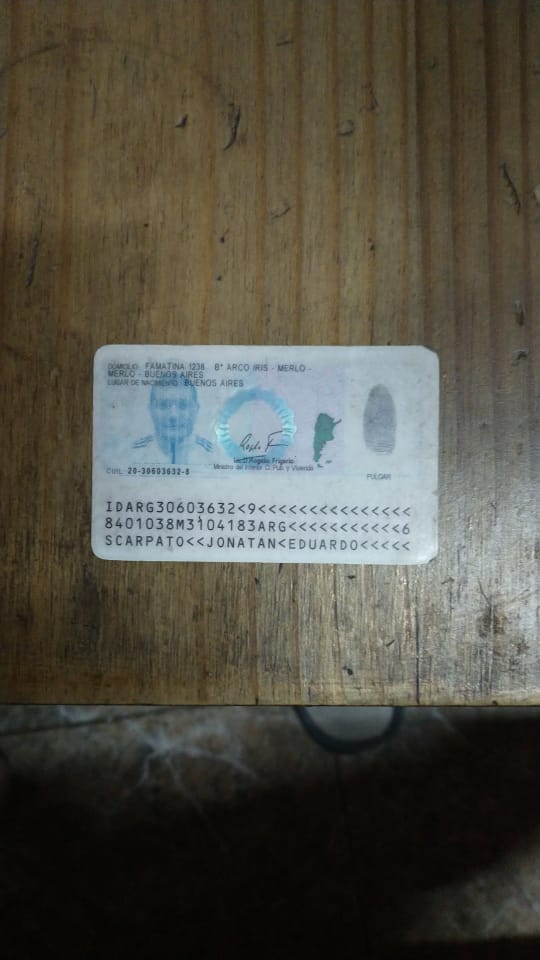 DOMICILIO: FAMATINA 1238 B° ARCO IRIS - MERLO -
MERLO - BUENOS AIRES
LUGAR DE NACIMIENTO: BUENOS AIRES
CUIL: 20-30603632-8
Rogelio Frigerio
Ministro del Interior O. Pub. y Vivienda
PULGAR
IDARG30603632<9<<<<<<<<<<<<<<<
8401038M3104183ARG<<<<<<<<<<<6
SCARPATO<<JONATAN<EDUARDO<<<<<